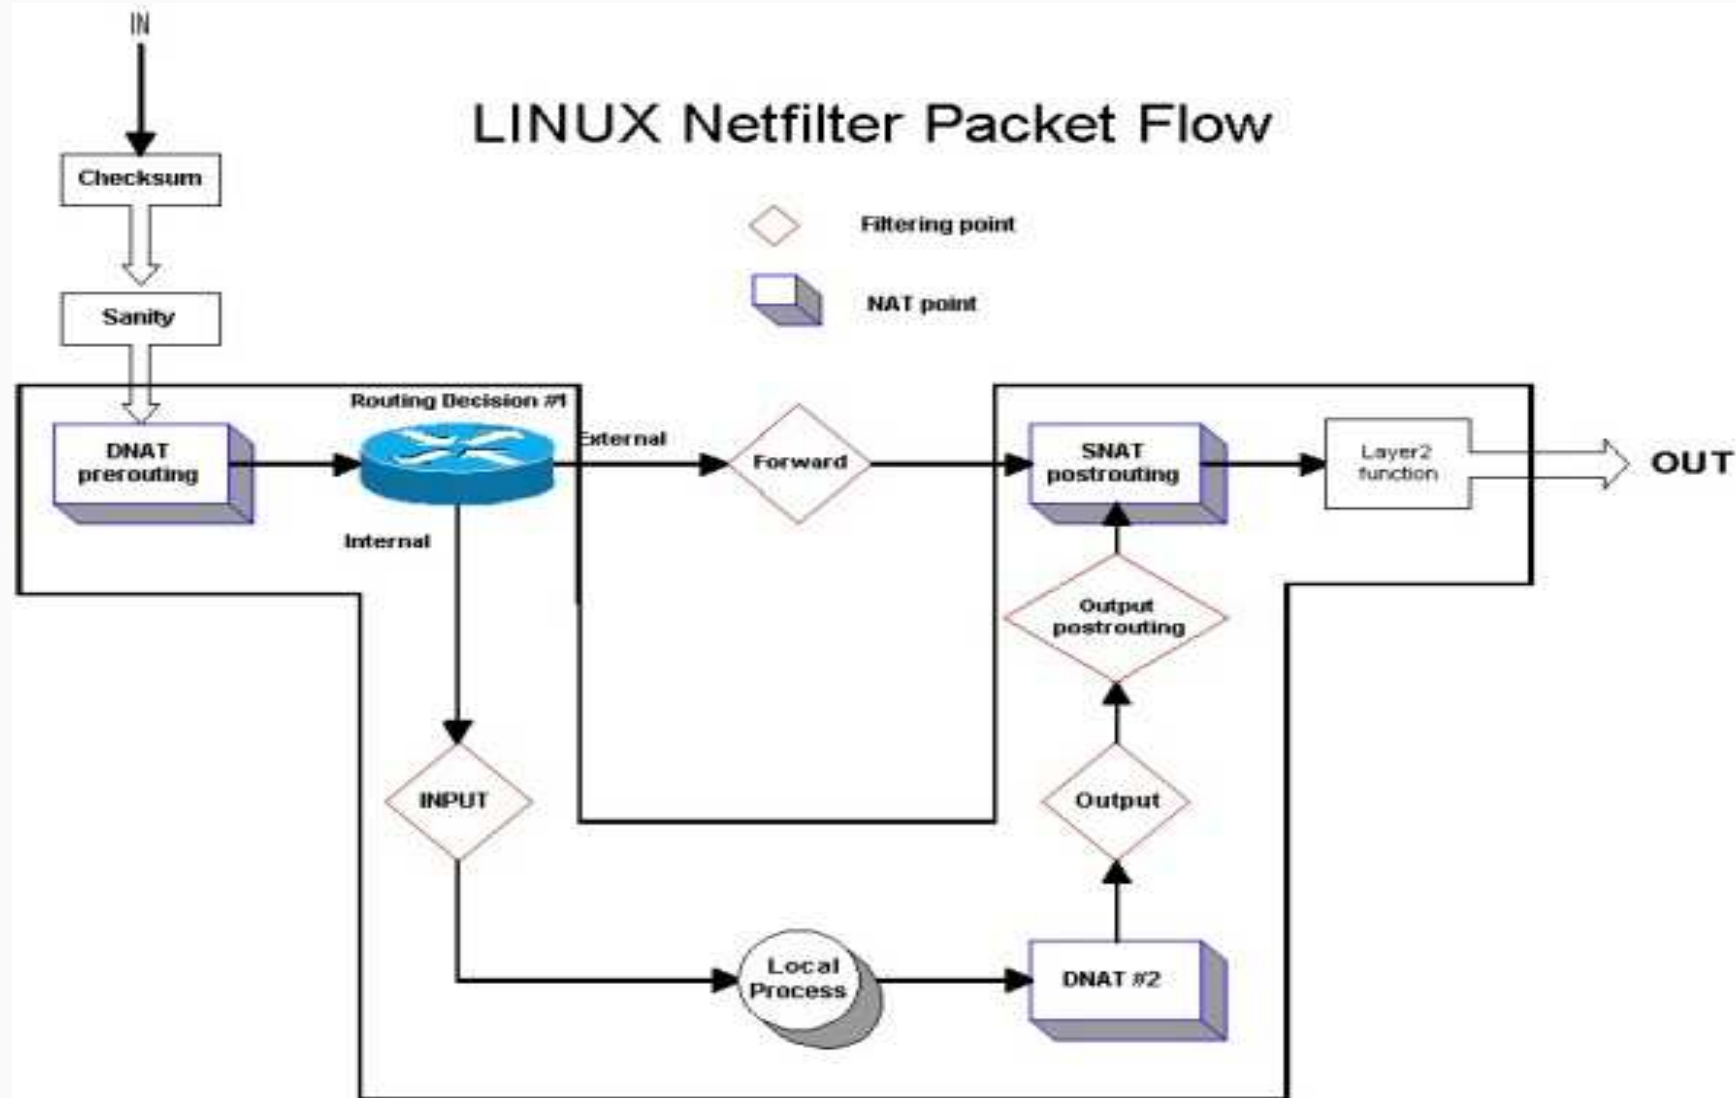 IN
LINUX Netfilter Packet Flow
Checksum
Filtering point
Sanity
NAT point
Routing Decision #1
DNAT
prerouting
External
Forward
SNAT
postrouting
Layer2
function
OUT
Internal
Output
postrouting
INPUT
Output
Local
Process
DNAT #2